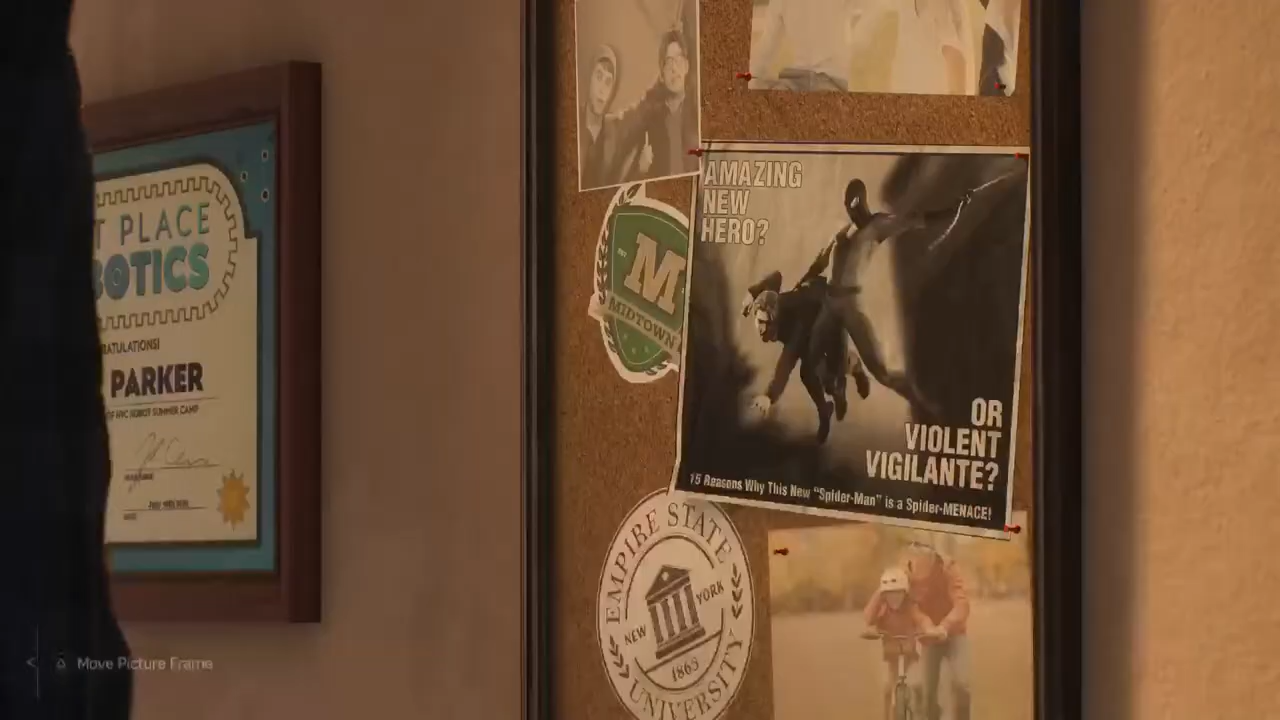 T PLACE
BOTICS
RATULATIONS!
PARKER
OF NYC ROBOT SUMMER CAMP
M
MIDTOWN
AMAZING
NEW
HERO?
OR
VIOLENT
VIGILANTE?
15 Reasons Why This New "Spider-Man" is a Spider-MENACE!
EMPIRE STATE
UNIVERSITY
NEW YORK
1865
Move Picture Frame